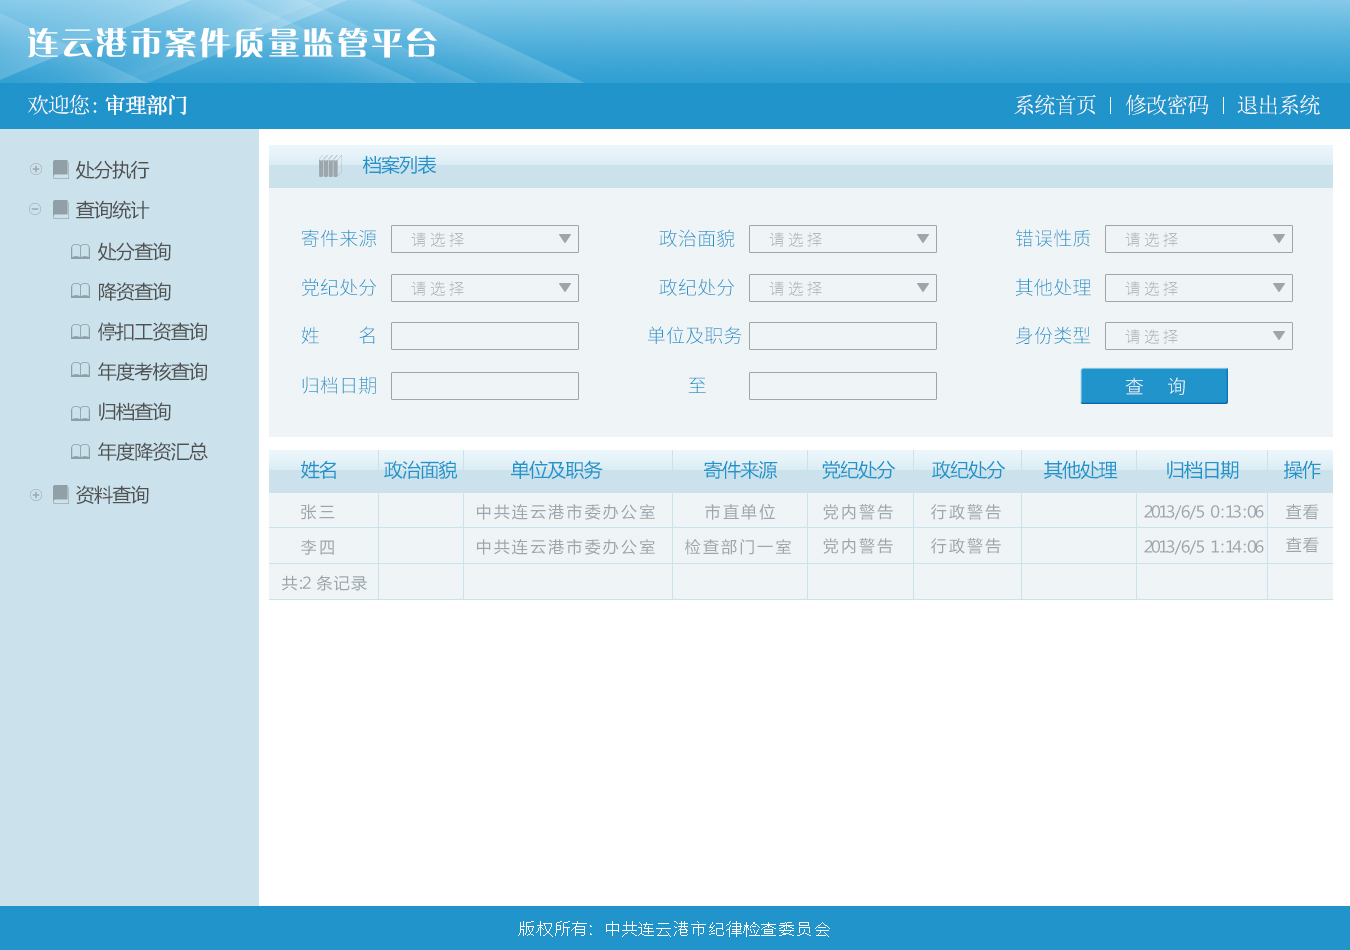 连云港市案件质量监管平台
欢迎您: 审理部门 系统首页 | 修改密码 | 退出系统
处分执行
查询统计
处分查询
降资查询
停扣工资查询
年度考核查询
归档查询
年度降资汇总
资料查询
档案列表
寄件来源 请选择 政治面貌 请选择 错误性质 请选择
党纪处分 请选择 政纪处分 请选择 其他处理 请选择
姓 名 单位及职务 身份类型 请选择
归档日期 至 查 询
姓名 政治面貌 单位及职务 寄件来源 党纪处分 政纪处分 其他处理 归档日期 操作
张三 中共连云港市委办公室 市直单位 党内警告 行政警告 2013/6/5 0:13:06 查看
李四 中共连云港市委办公室 检查部门一室 党内警告 行政警告 2013/6/5 1:14:06 查看
共:2 条记录
版权所有：中共连云港市纪律检查委员会